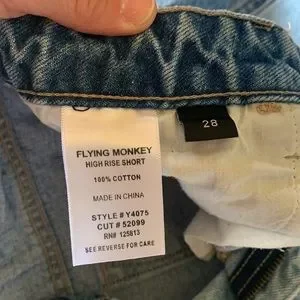 FLYING MONKEY
HIGH RISE SHORT
100% COTTON
MADE IN CHINA
STYLE # Y4075
CUT # 52099
RN# 125813
SEE REVERSE FOR CARE
28